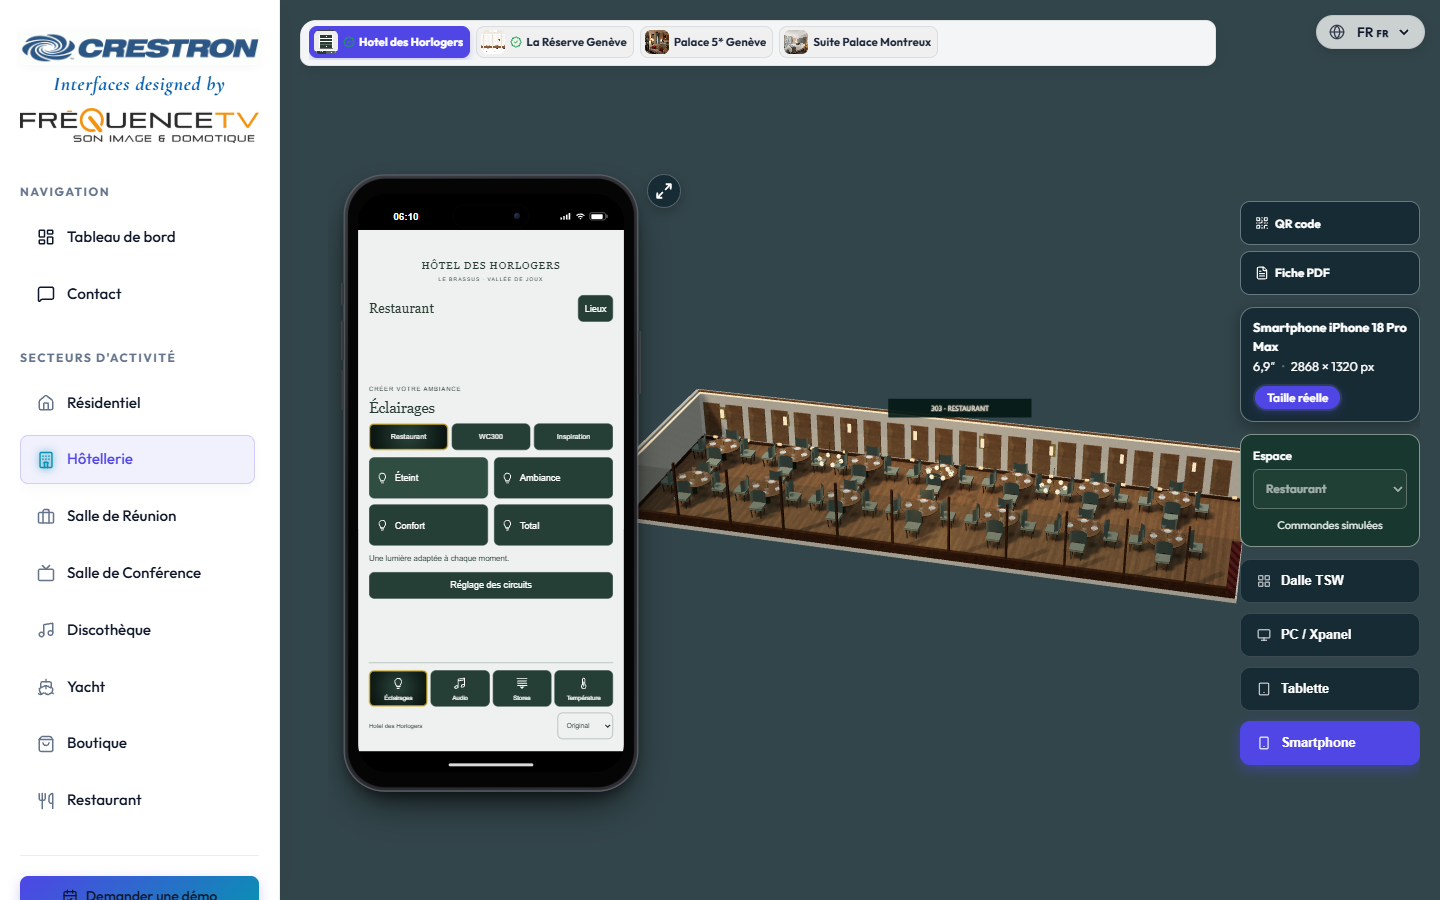 CRESTRON
Interfaces designed by
FRÉQUENCETV
SON IMAGE & DOMOTIQUE
NAVIGATION
Tableau de bord
Contact
SECTEURS D'ACTIVITÉ
Résidentiel
Hôtellerie
Salle de Réunion
Salle de Conférence
Discothèque
Yacht
Boutique
Restaurant
Demander une démo
Hotel des Horlogers
La Réserve Genève
Palace 5* Genève
Suite Palace Montreux
FR FR
06:10
HÔTEL DES HORLOGERS
LE BRASSUS · VALLÉE DE JOUX
Restaurant
Lieux
CRÉER VOTRE AMBIANCE
Éclairages
Restaurant
WC300
Inspiration
Éteint
Ambiance
Confort
Total
Une lumière adaptée à chaque moment.
Réglage des circuits
Éclairages
Audio
Stores
Température
Hotel des Horlogers
Original
303 - RESTAURANT
QR code
Fiche PDF
Smartphone iPhone 18 Pro
Max
6,9" · 2868 × 1320 px
Taille réelle
Espace
Restaurant
Commandes simulées
Dalle TSW
PC / Xpanel
Tablette
Smartphone